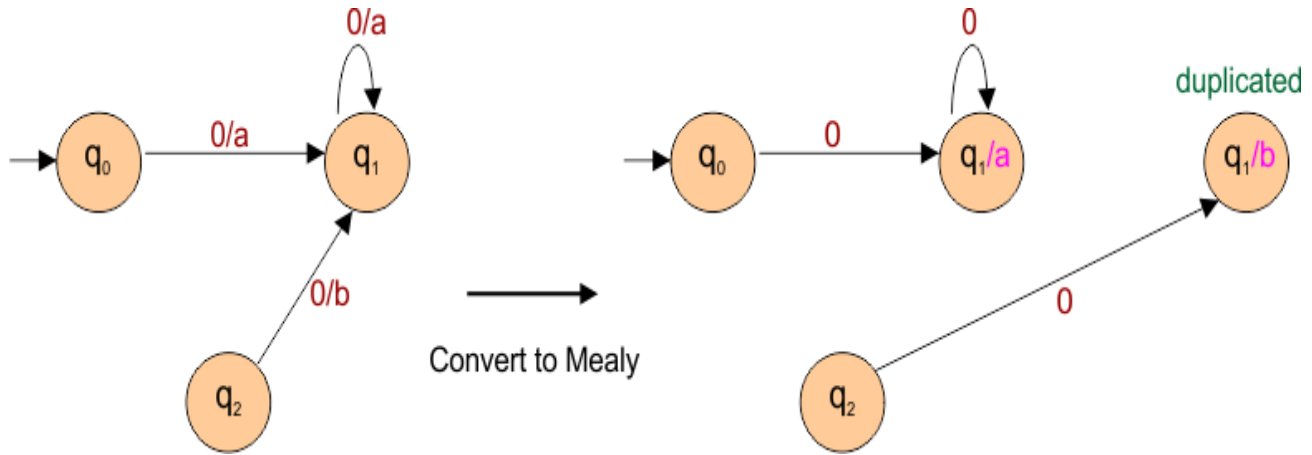 0/a
0
duplicated
q₀
0/a
q₁
q₀
0
q₁/a
q₁/b
0/b
0
Convert to Mealy
q₂
q₂